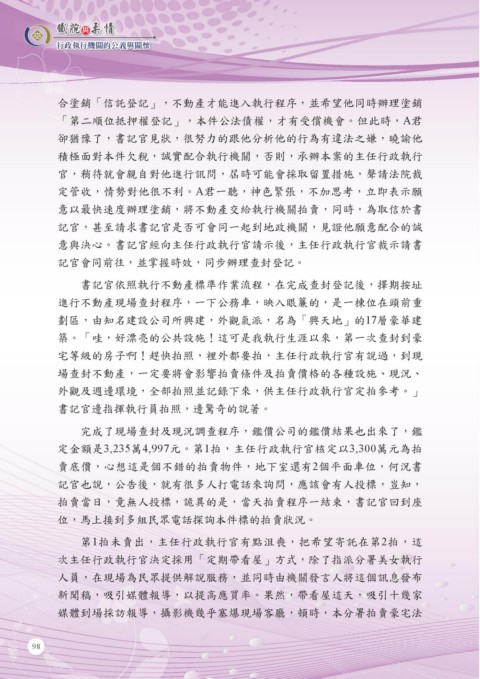 鐵腕與柔情
行政執行機關的公義與關懷
合塗銷「信託登記」，不動產才能進入執行程序，並希望他同時辦理塗銷
「第二順位抵押權登記」，本件公法債權，才有受償機會。但此時，A君
卻猶豫了，書記官見狀，很努力的跟他分析他的行為有違法之嫌，曉諭他
積極面對本件欠稅，誠實配合執行機關，否則，承辦本案的主任行政執行
官，稍待就會親自對他進行訊問，屆時可能會採取留置措施，聲請法院裁
定管收，情勢對他很不利。A君一聽，神色緊張，不加思考，立即表示願
意以最快速度辦理塗銷，將不動產交給執行機關拍賣，同時，為取信於書
記官，甚至請求書記官是否可會同一起到地政機關，見證他願意配合的誠
意與決心。書記官經向主任行政執行官請示後，主任行政執行官裁示請書
記官會同前往，並掌握時效，同步辦理查封登記。
書記官依照執行不動產標準作業流程，在完成查封登記後，擇期按址
進行不動產現場查封程序，一下公務車，映入眼簾的，是一棟位在頭前重
劃區，由知名建設公司所興建，外觀氣派，名為「興天地」的17層豪華建
築。「哇，好漂亮的公共設施！這可是我執行生涯以來，第一次查封到豪
宅等級的房子啊！趕快拍照，裡外都要拍，主任行政執行官有說過，到現
場查封不動產，一定要將會影響拍賣條件及拍賣價格的各種設施、現況、
外觀及週邊環境，全部拍照並記錄下來，供主任行政執行官定拍參考。」
書記官邊指揮執行員拍照，邊驚奇的說著。
完成了現場查封及現況調查程序，鑑價公司的鑑價結果也出來了，鑑
定金額是3,235萬4,997元。第1拍，主任行政執行官核定以3,300萬元為拍
賣底價，心想這是個不錯的拍賣物件，地下室還有2個平面車位，何況書
記官也說，公告後，就有很多人打電話來詢問，應該會有人投標，豈知，
拍賣當日，竟無人投標，詭異的是，當天拍賣程序一結束，書記官回到座
位，馬上接到多組民眾電話探詢本件標的拍賣狀況。
第1拍未賣出，主任行政執行官有點沮喪，把希望寄託在第2拍，這
次主任行政執行官決定採用「定期帶看屋」方式，除了指派分署美女執行
人員，在現場為民眾提供解說服務，並同時由機關發言人將這個訊息發布
新聞稿，吸引媒體報導，以提高應買率。果然，帶看屋這天，吸引十幾家
媒體到場採訪報導，攝影機幾乎塞爆現場客廳，頓時，本分署拍賣豪宅法
98